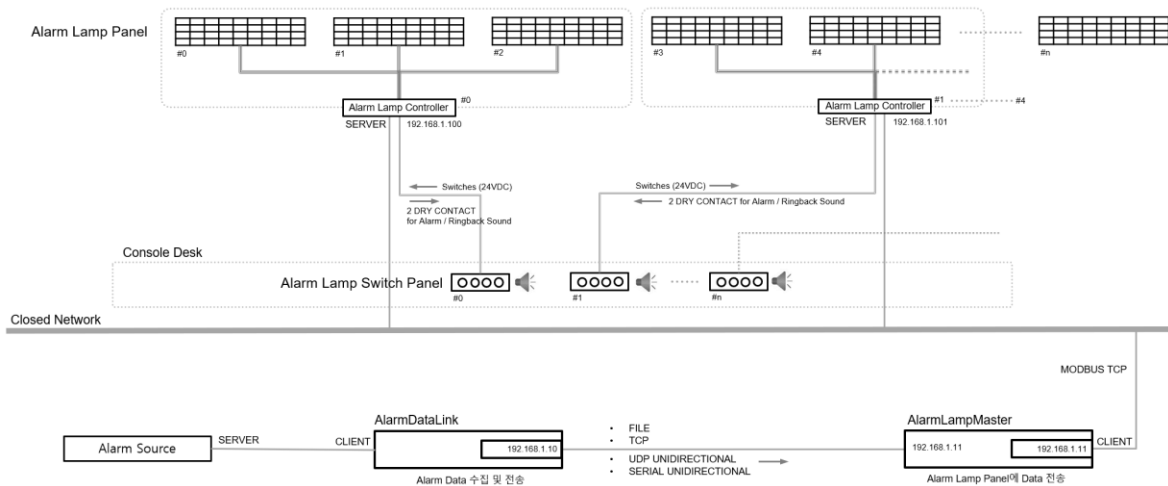 Alarm Lamp Panel
#0
#1
#2
#3
#4
#n
Alarm Lamp Controller
#0
SERVER
192.168.1.100
Alarm Lamp Controller
#1
#4
SERVER
192.168.1.101
Switches (24VDC)
2 DRY CONTACT
for Alarm / Ringback Sound
Switches (24VDC)
2 DRY CONTACT for Alarm / Ringback Sound
Console Desk
Alarm Lamp Switch Panel
#0
#1
#n
Closed Network
MODBUS TCP
AlarmDataLink
AlarmLampMaster
Alarm Source
SERVER
CLIENT
192.168.1.10
• FILE
• TCP
• UDP UNIDIRECTIONAL
• SERIAL UNIDIRECTIONAL
192.168.1.11
192.168.1.11
CLIENT
Alarm Data 수집 및 전송
Alarm Lamp Panel에 Data 전송